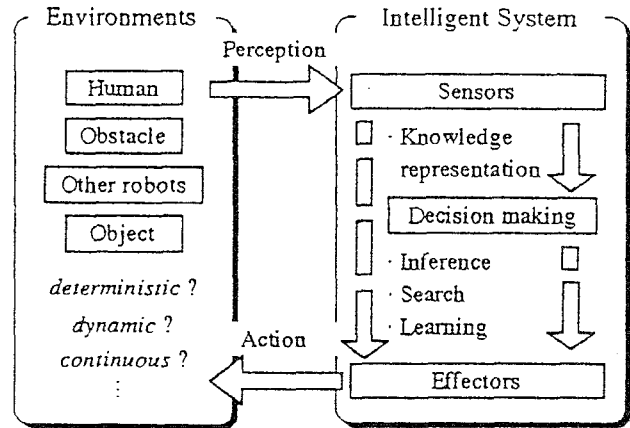 Environments
Human
Obstacle
Other robots
Object
deterministic ?
dynamic ?
continuous ?
⋮
Perception
Action
Intelligent System
Sensors
· Knowledge
representation
Decision making
· Inference
· Search
· Learning
Effectors